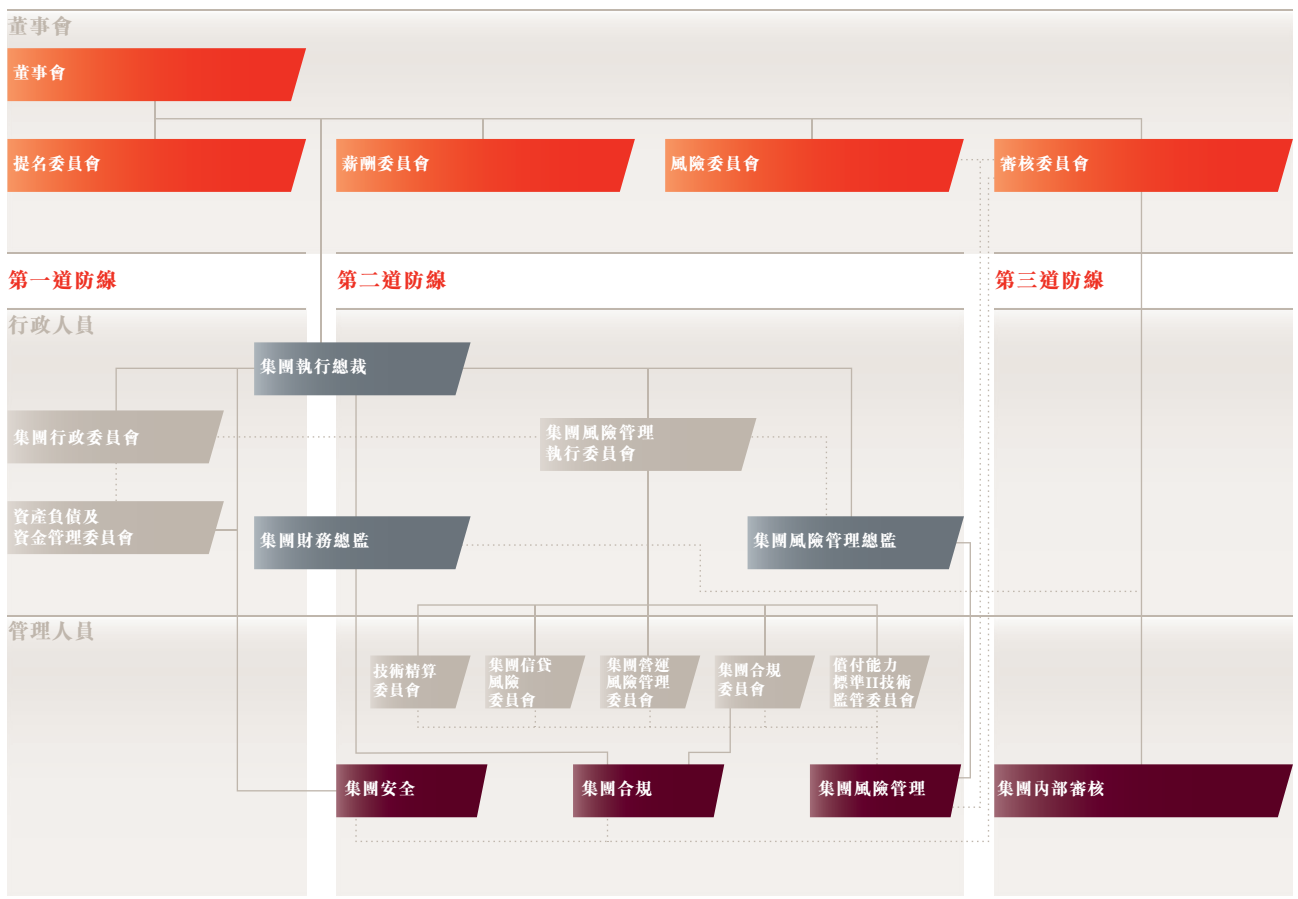 董事會
董事會
提名委員會
薪酬委員會
風險委員會
審核委員會
第一道防線
第二道防線
第三道防線
行政人員
集團執行總裁
集團行政委員會
集團風險管理
執行委員會
資產負債及
資金管理委員會
集團財務總監
集團風險管理總監
管理人員
技術精算
委員會
集團信貸
風險
委員會
集團營運
風險管理
委員會
集團合規
委員會
償付能力
標準II技術
監管委員會
集團安全
集團合規
集團風險管理
集團內部審核